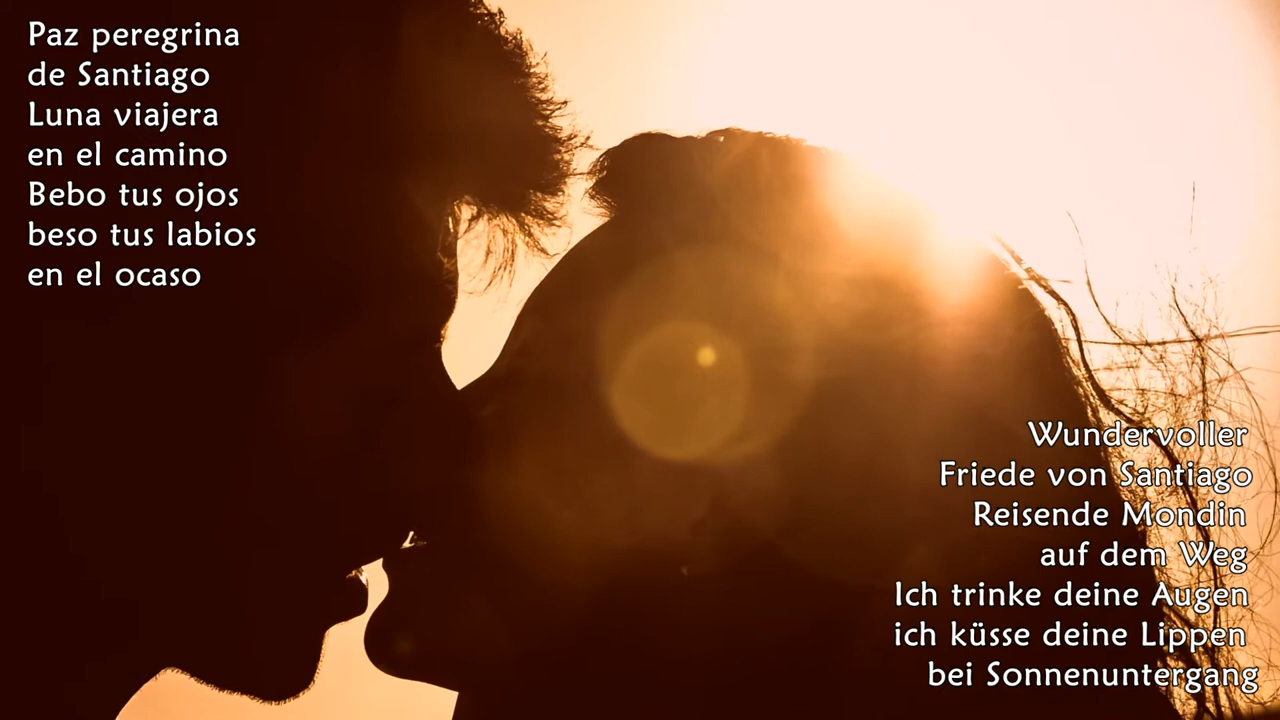 Paz peregrina
de Santiago
Luna viajera
en el camino
Bebo tus ojos
beso tus labios
en el ocaso
Wundervoller
Friede von Santiago
Reisende Mondin
auf dem Weg
Ich trinke deine Augen
ich küsse deine Lippen
bei Sonnenuntergang